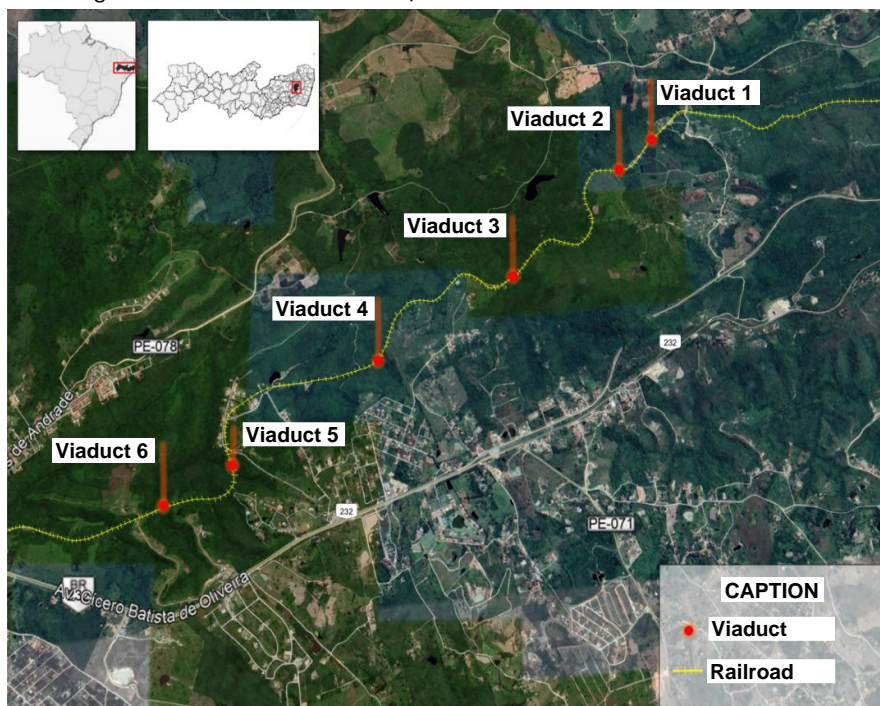 Viaduct 1
Viaduct 2
Viaduct 3
Viaduct 4
232
PE-078
s de Andrade
Viaduct 5
Viaduct 6
232
PE-071
BR
Av. Cícero Batista de Oliveira
CAPTION
Viaduct
Railroad